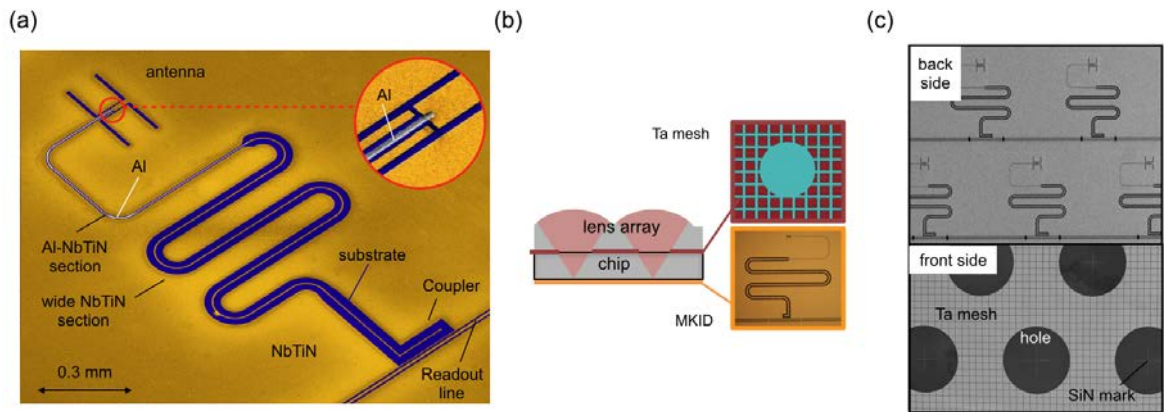 (a)
antenna
Al
Al
Al-NbTiN
section
wide NbTiN
section
substrate
Coupler
NbTiN
Readout
line
0.3 mm
(b)
Ta mesh
lens array
chip
MKID
(c)
back
side
front side
Ta mesh
hole
SiN mark